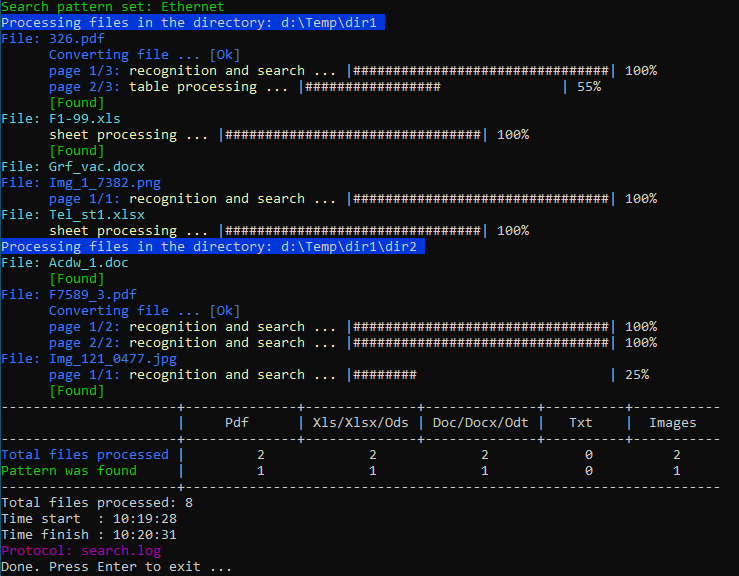 Search pattern set: Ethernet
Processing files in the directory: d:\Temp\dir1
File: 326.pdf
      Converting file ... [Ok]
      page 1/3: recognition and search ... |################################| 100%
      page 2/3: table processing ... |#################               | 55%
      [Found]
File: F1-99.xls
      sheet processing ... |################################| 100%
      [Found]
File: Grf_vac.docx
File: Img_1_7382.png
      page 1/1: recognition and search ... |################################| 100%
File: Tel_st1.xlsx
      sheet processing ... |################################| 100%
Processing files in the directory: d:\Temp\dir1\dir2
File: Acdw_1.doc
      [Found]
File: F7589_3.pdf
      Converting file ... [Ok]
      page 1/2: recognition and search ... |################################| 100%
      page 2/2: recognition and search ... |################################| 100%
File: Img_121_0477.jpg
      page 1/1: recognition and search ... |########                        | 25%
      [Found]
----------------------+--------------+--------------+--------------+----------+-----------
                      |     Pdf      | Xls/Xlsx/Ods | Doc/Docx/Odt |   Txt    |  Images
----------------------+--------------+--------------+--------------+----------+-----------
Total files processed |         2             2             2            0          2
Pattern was found     |         1             1             1            0          1
----------------------+-------------------------------------------------------------------
Total files processed: 8
Time start  : 10:19:28
Time finish : 10:20:31
Protocol: search.log
Done. Press Enter to exit ...